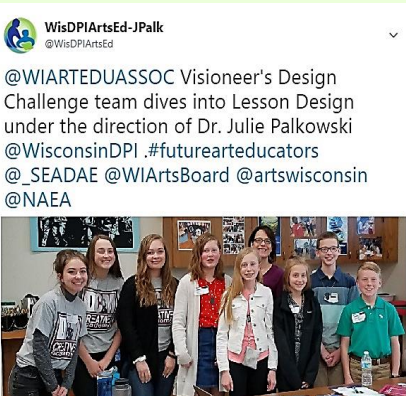 WisDPIArtsEd-JPalk
@WisDPIArtsEd
@WIARTEDUASSOC Visioneer's Design
Challenge team dives into Lesson Design
under the direction of Dr. Julie Palkowski
@WisconsinDPI .#futurearteducators
@_SEADAE @WIArtsBoard @artswisconsin
@NAEA